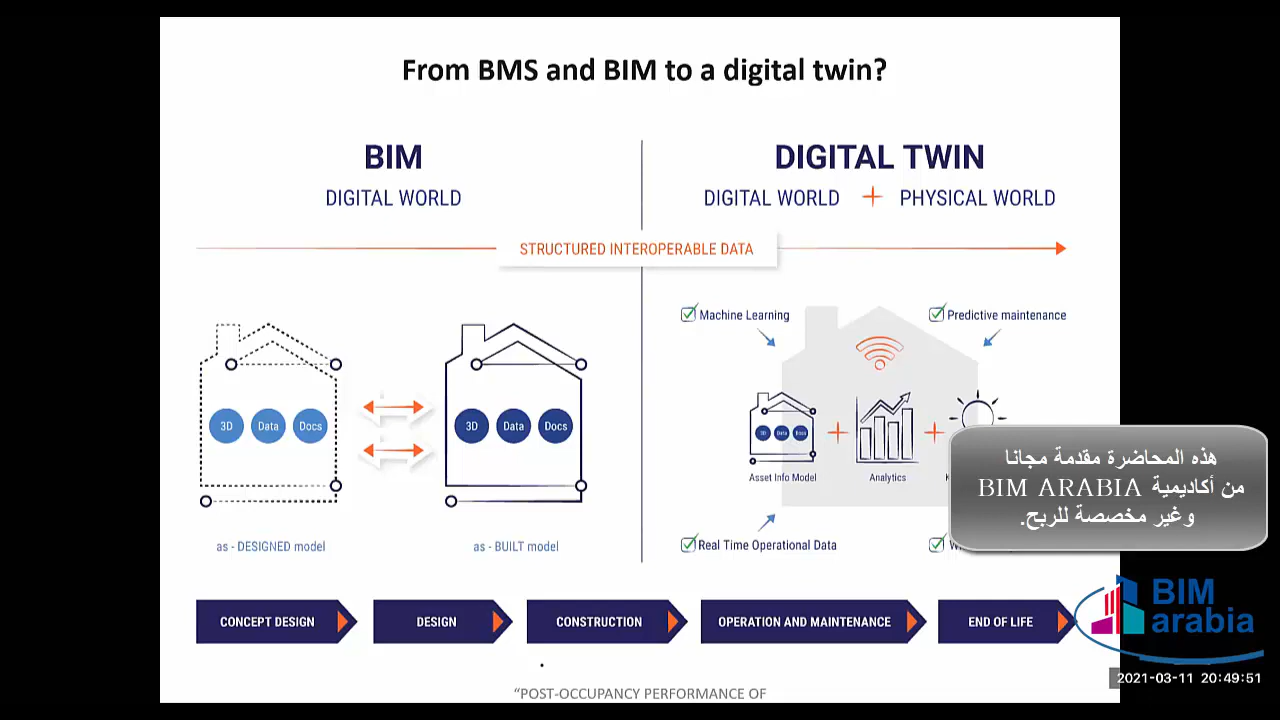 From BMS and BIM to a digital twin?
BIM
DIGITAL WORLD
DIGITAL TWIN
DIGITAL WORLD + PHYSICAL WORLD
STRUCTURED INTEROPERABLE DATA
3D Data Docs
as - DESIGNED model
3D Data Docs
as - BUILT model
Machine Learning
Predictive maintenance
3D Data Docs
+
+
Asset Info Model
Analytics
Real Time Operational Data
هذه المحاضرة مقدمة مجانا
من أكاديمية BIM ARABIA
وغير مخصصة للربح.
CONCEPT DESIGN
DESIGN
CONSTRUCTION
OPERATION AND MAINTENANCE
END OF LIFE
BIM
arabia
2021-03-11 20:49:51
“POST-OCCUPANCY PERFORMANCE OF